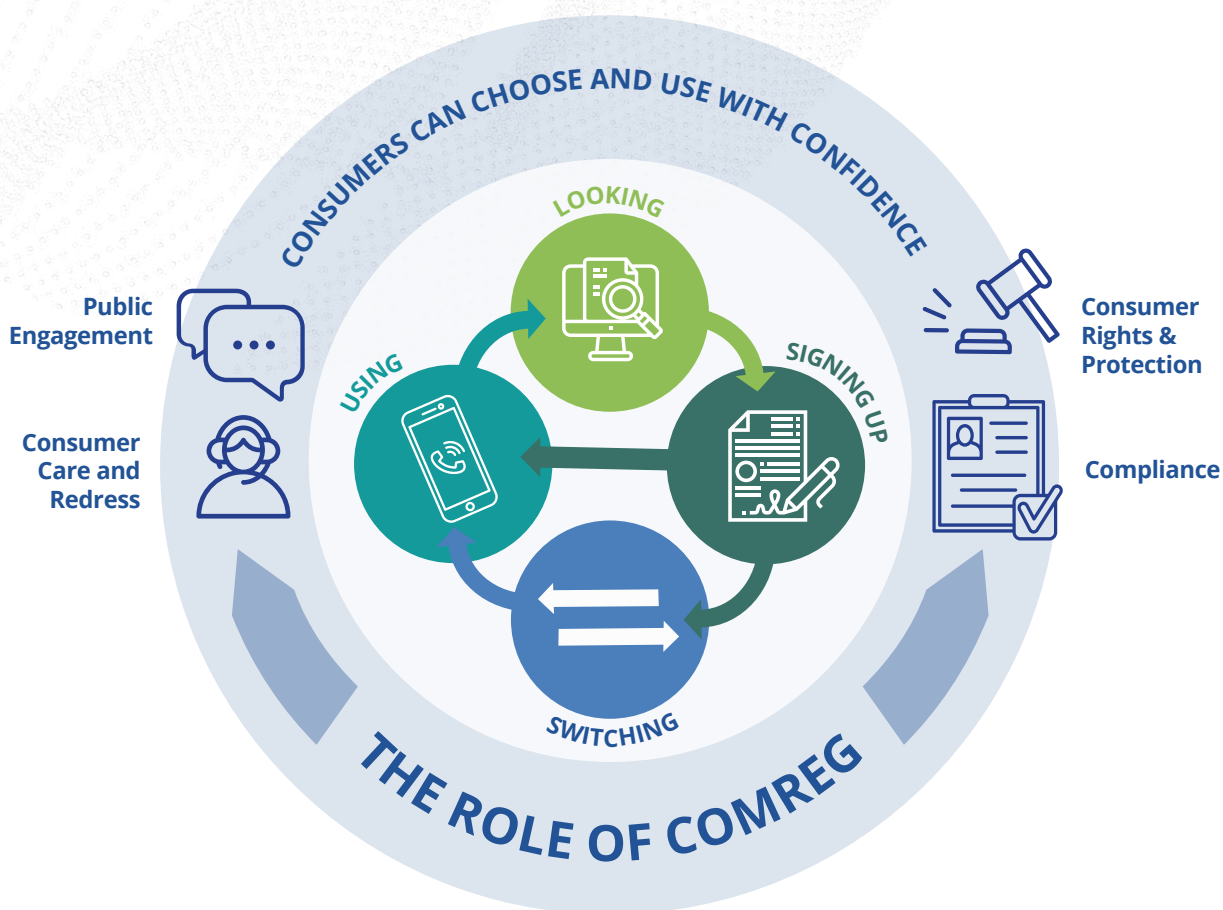 CONSUMERS CAN CHOOSE AND USE WITH CONFIDENCE
LOOKING
Public
Engagement
Consumer
Rights &
Protection
USING
SIGNING UP
Consumer
Care and
Redress
Compliance
SWITCHING
THE ROLE OF COMREG